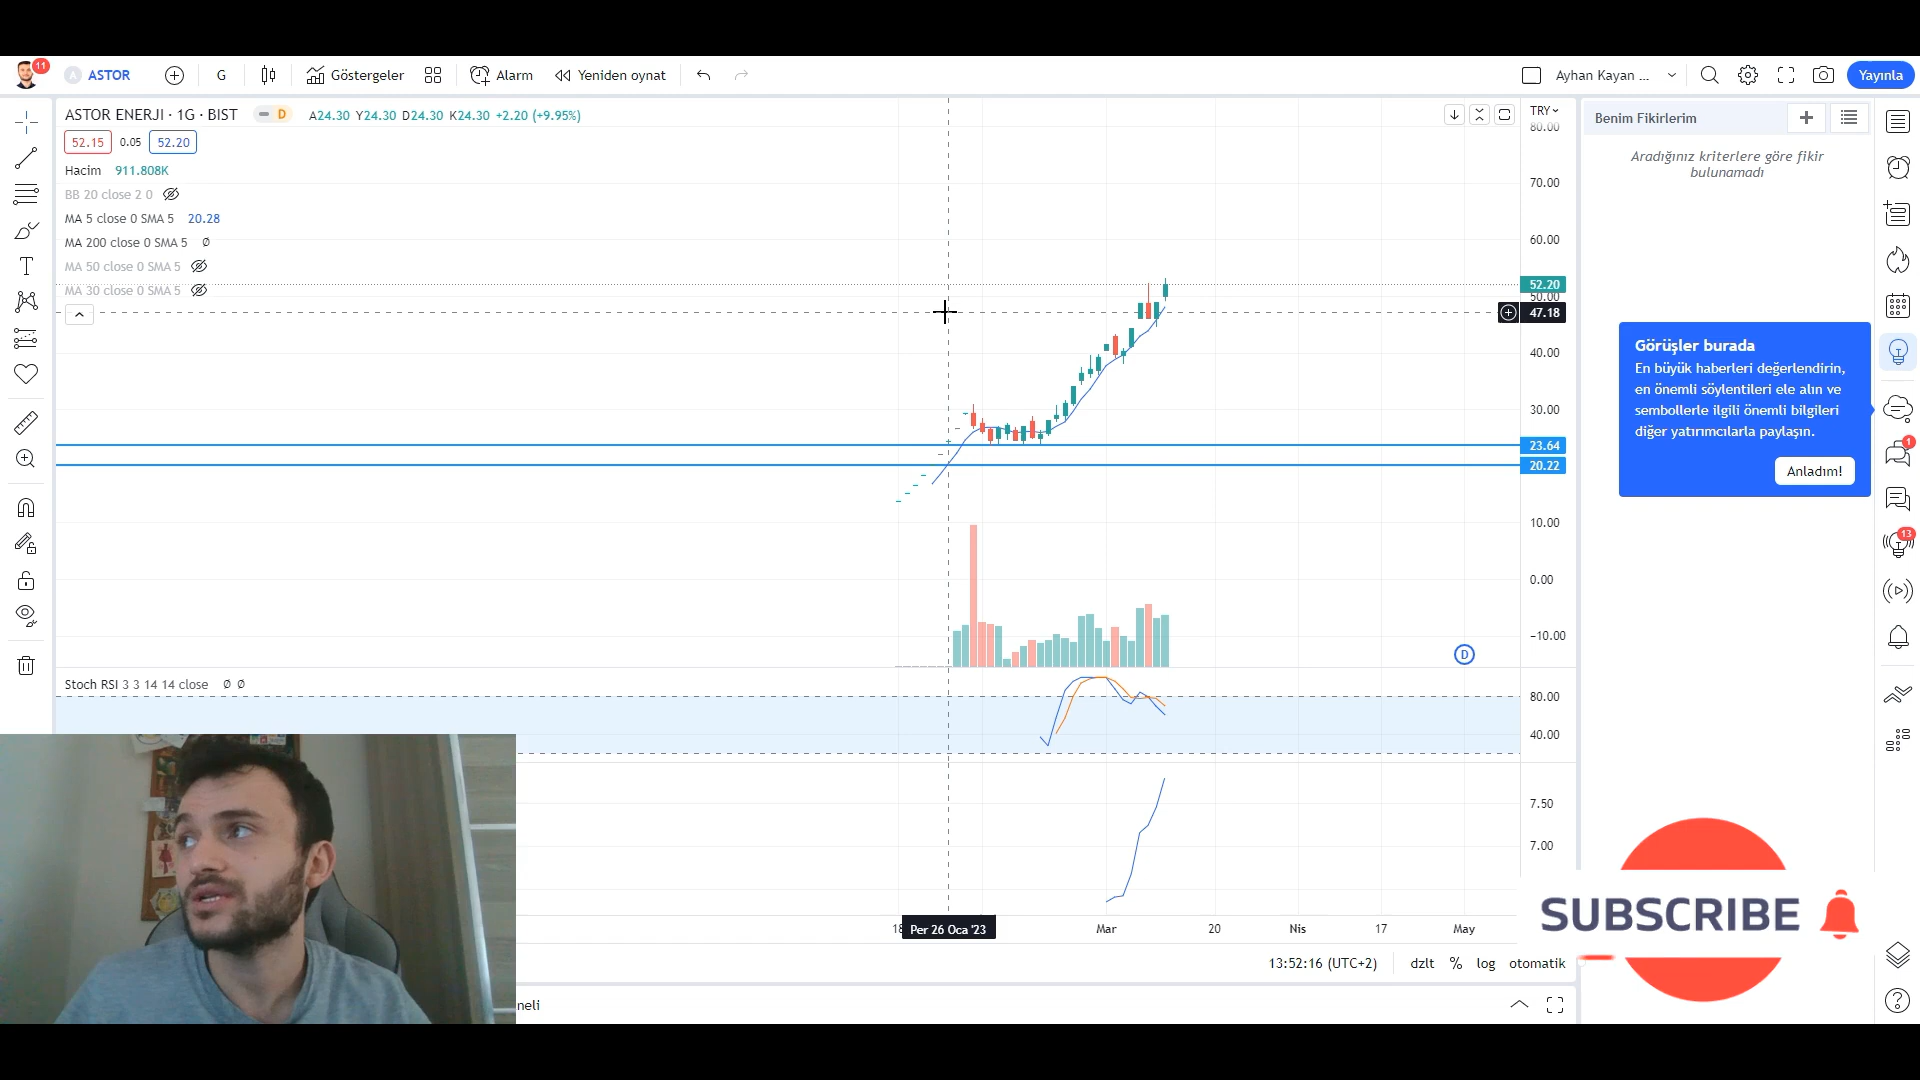 11
A ASTOR
G
Göstergeler
Alarm
Yeniden oynat
Ayhan Kayan ...
Yayınla
ASTOR ENERJI · 1G · BIST
D
A24.30 Y24.30 D24.30 K24.30 +2.20 (+9.95%)
52.15
0.05
52.20
Hacim 911.808K
BB 20 close 2 0
MA 5 close 0 SMA 5 20.28
MA 200 close 0 SMA 5 Ø
MA 50 close 0 SMA 5
MA 30 close 0 SMA 5
TRY
80.00
70.00
60.00
52.20
50.00
47.18
40.00
30.00
23.64
20.22
10.00
0.00
−10.00
D
Stoch RSI 3 3 14 14 close Ø Ø
80.00
40.00
7.50
7.00
18
Per 26 Oca '23
Mar
20
Nis
17
May
13:52:16 (UTC+2)
dzlt
%
log
otomatik
neli
Benim Fikirlerim
Aradığınız kriterlere göre fikir
bulunamadı
Görüşler burada
En büyük haberleri değerlendirin,
en önemli söylentileri ele alın ve
sembollerle ilgili önemli bilgileri
diğer yatırımcılarla paylaşın.
Anladım!
1
13
SUBSCRIBE